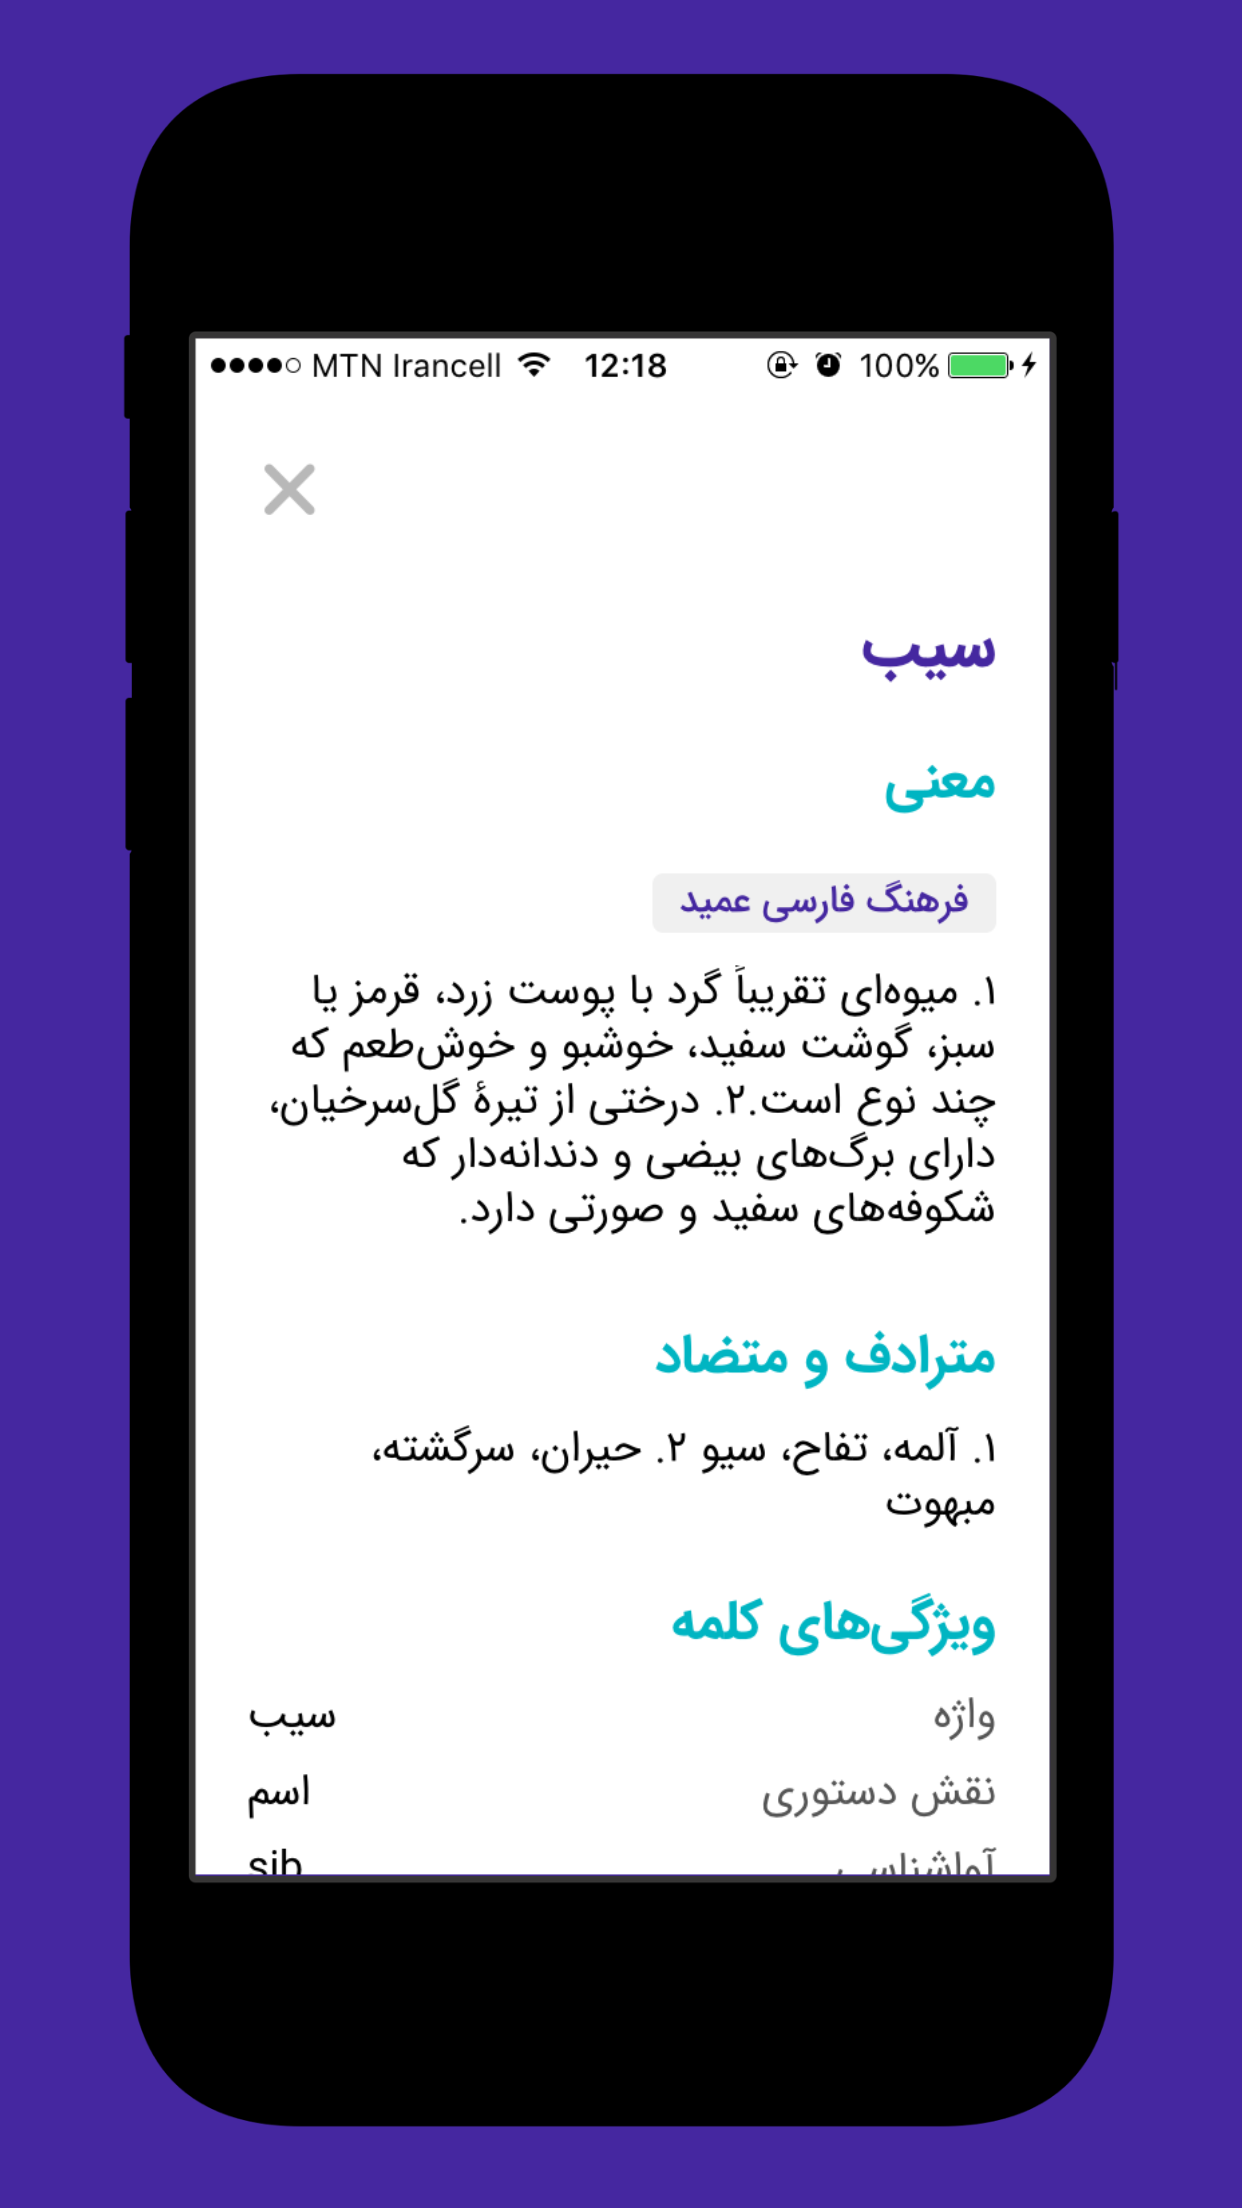 MTN Irancell 12:18 100%
سیب
معنی
فرهنگ فارسی عمید
۱. میوه‌ای تقریباً گرد با پوست زرد، قرمز یا
سبز، گوشت سفید، خوشبو و خوش‌طعم که
چند نوع است.۲. درختی از تیرهٔ گل‌سرخیان،
دارای برگ‌های بیضی و دندانه‌دار که
شکوفه‌های سفید و صورتی دارد.
مترادف و متضاد
۱. آلمه، تفاح، سیو ۲. حیران، سرگشته،
مبهوت
ویژگی‌های کلمه
واژه سیب
نقش دستوری اسم
آواشناسی sib